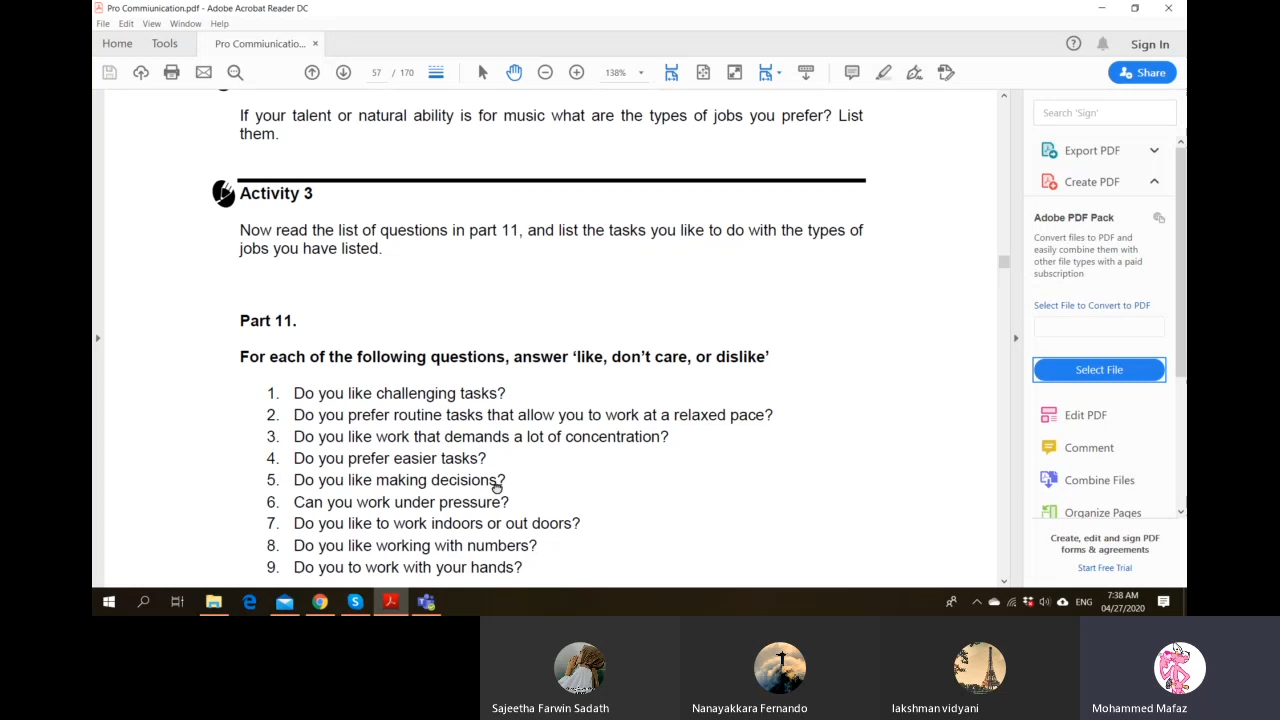 Pro Commiunication.pdf - Adobe Acrobat Reader DC
File Edit View Window Help
Home Tools Pro Commiunicatio... ×
Sign In
57 / 170 138% Share
If your talent or natural ability is for music what are the types of jobs you prefer? List
them.
Activity 3
Now read the list of questions in part 11, and list the tasks you like to do with the types of
jobs you have listed.
Part 11.
For each of the following questions, answer ‘like, don’t care, or dislike’
1. Do you like challenging tasks?
2. Do you prefer routine tasks that allow you to work at a relaxed pace?
3. Do you like work that demands a lot of concentration?
4. Do you prefer easier tasks?
5. Do you like making decisions?
6. Can you work under pressure?
7. Do you like to work indoors or out doors?
8. Do you like working with numbers?
9. Do you to work with your hands?
Search 'Sign'
Export PDF
Create PDF
Adobe PDF Pack
Convert files to PDF and
easily combine them with
other file types with a paid
subscription
Select File to Convert to PDF
Select File
Edit PDF
Comment
Combine Files
Organize Pages
Create, edit and sign PDF
forms & agreements
Start Free Trial
ENG
7:38 AM
04/27/2020
Sajeetha Farwin Sadath
Nanayakkara Fernando
lakshman vidyani
Mohammed Mafaz